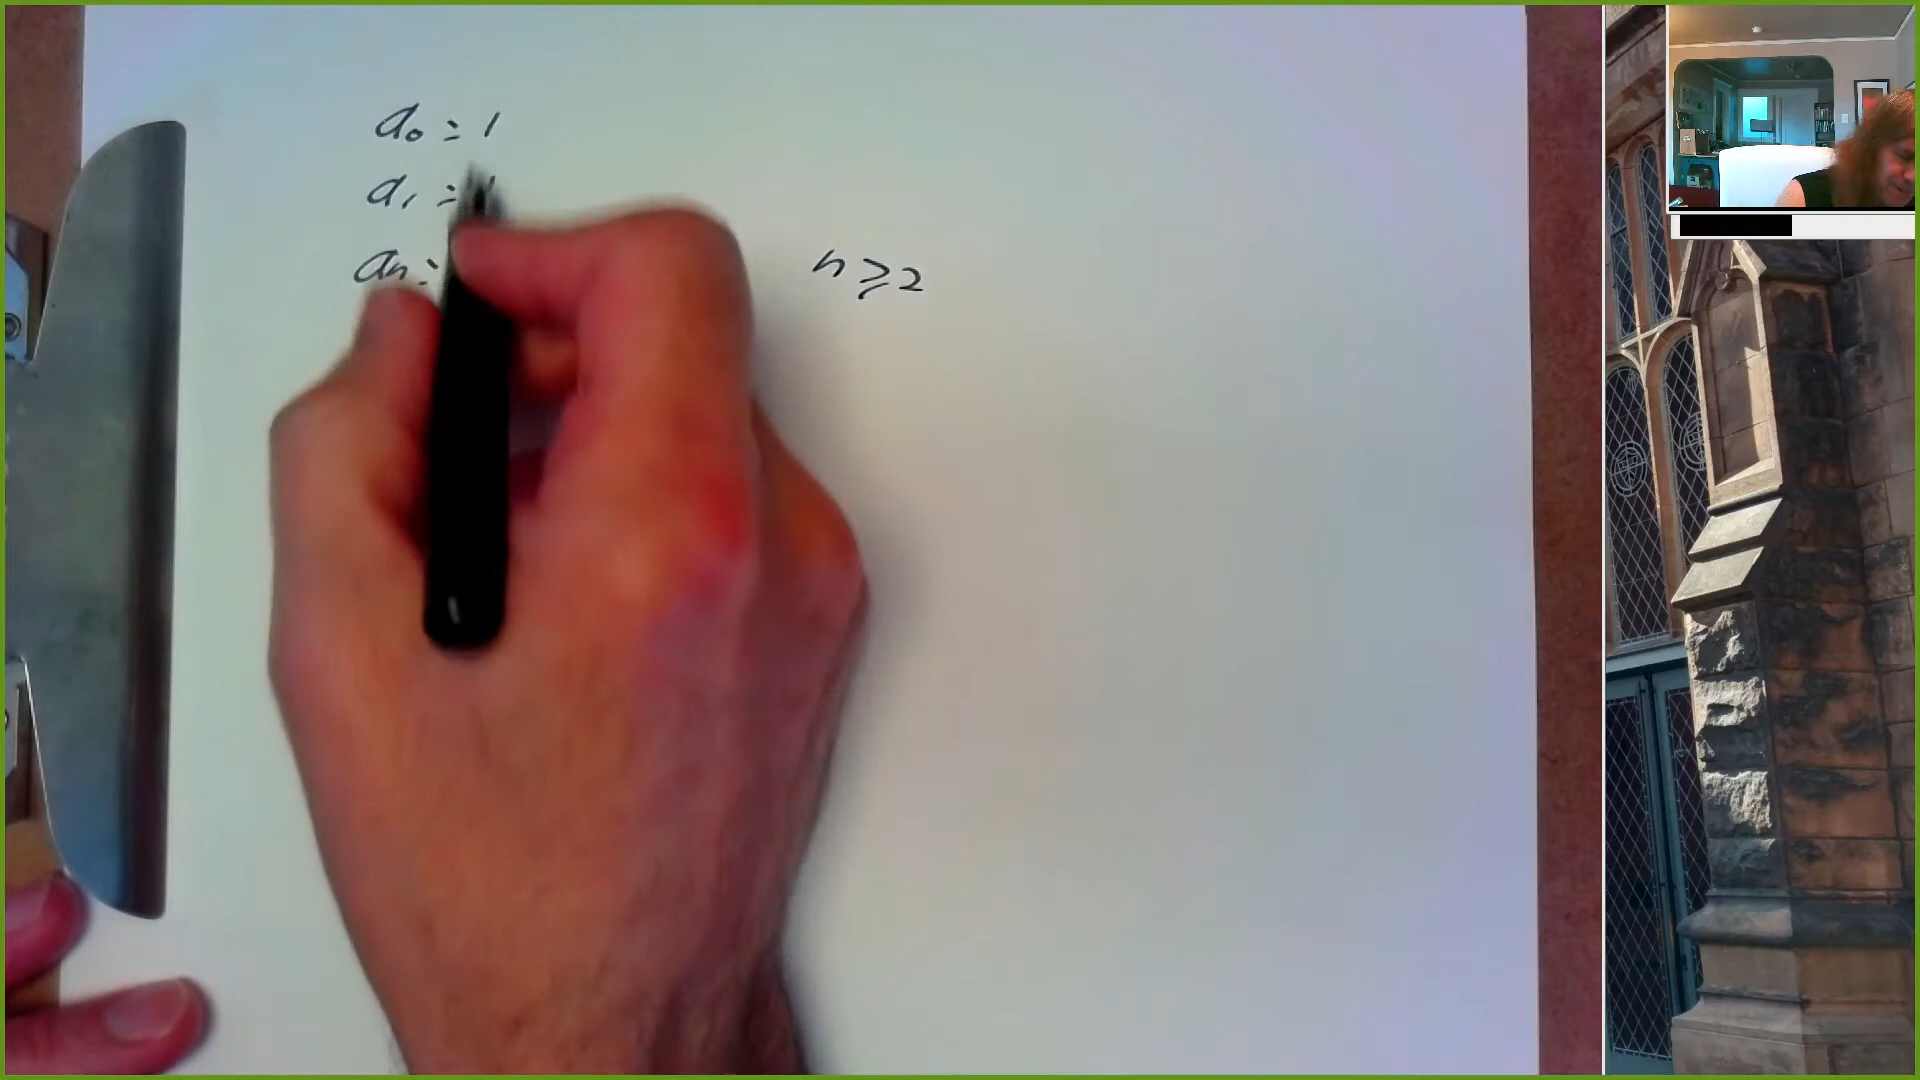 a₀ = 1
a₁ =
aₙ = n ≥ 2